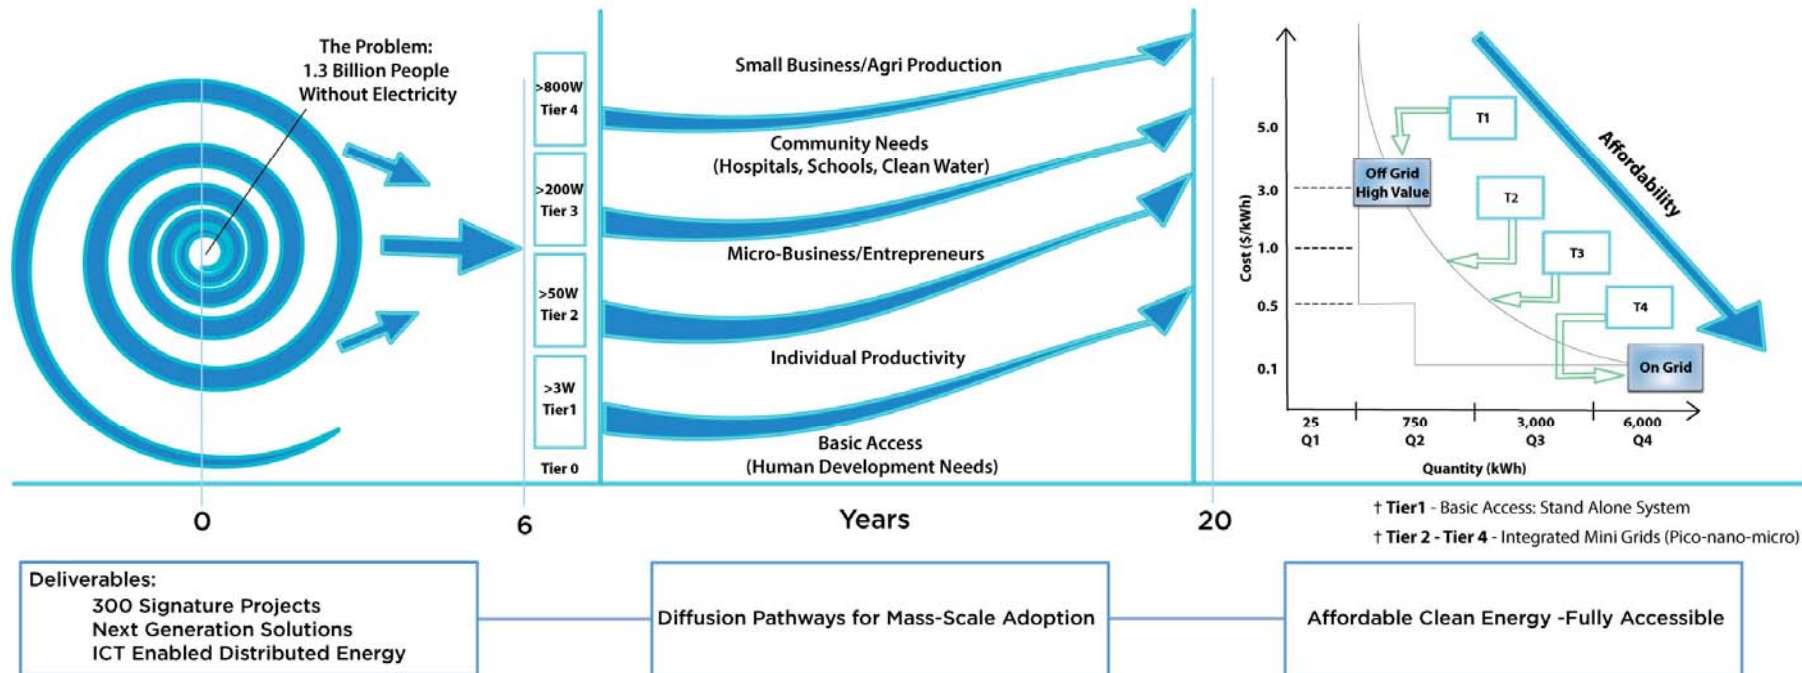 The Problem:
1.3 Billion People
Without Electricity
>800W
Tier 4
>200W
Tier 3
>50W
Tier 2
>3W
Tier1
Tier 0
Small Business/Agri Production
Community Needs
(Hospitals, Schools, Clean Water)
Micro-Business/Entrepreneurs
Individual Productivity
Basic Access
(Human Development Needs)
Cost ($/kWh)
5.0
3.0
1.0
0.5
0.1
T1
Off Grid
High Value
T2
T3
T4
On Grid
Affordability
25
Q1
750
Q2
3,000
Q3
6,000
Q4
Quantity (kWh)
0
6
Years
20
† Tier1 - Basic Access: Stand Alone System
† Tier 2 - Tier 4 - Integrated Mini Grids (Pico-nano-micro)
Deliverables:
300 Signature Projects
Next Generation Solutions
ICT Enabled Distributed Energy
Diffusion Pathways for Mass-Scale Adoption
Affordable Clean Energy -Fully Accessible